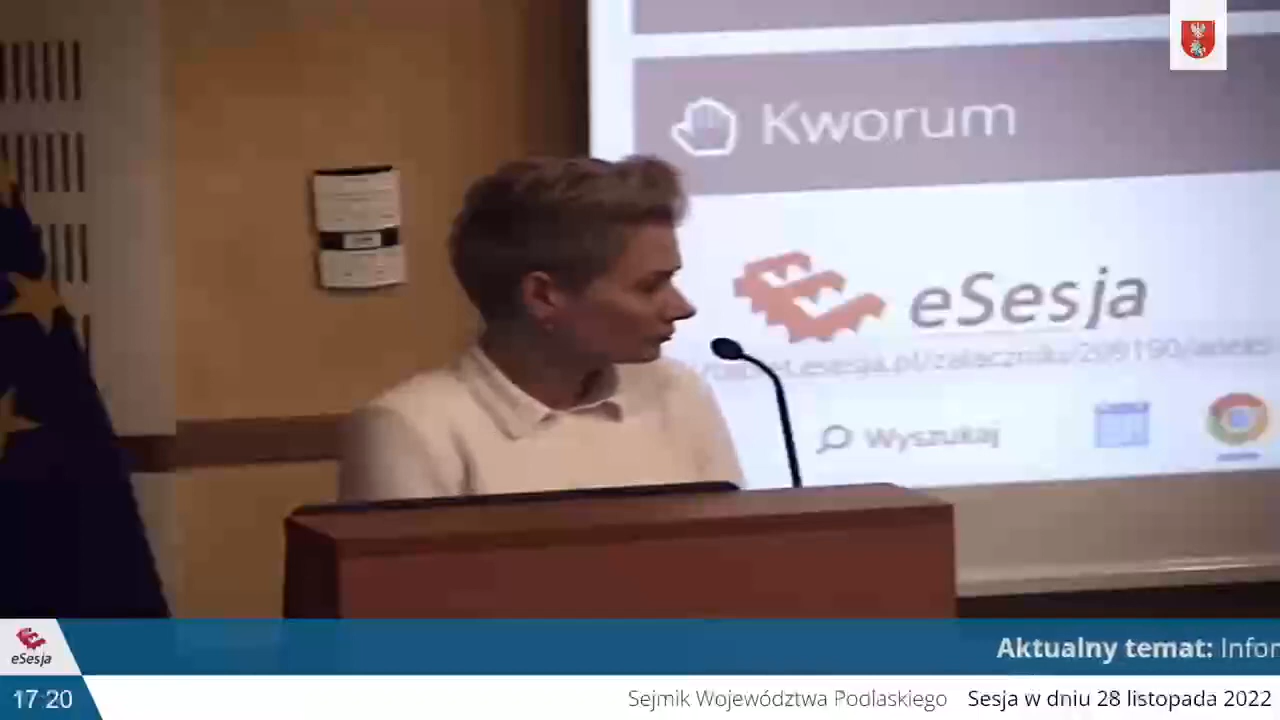 Kworum
eSesja
Wyszukaj
Aktualny temat: Infor
eSesja
17:20
Sejmik Województwa Podlaskiego Sesja w dniu 28 listopada 2022